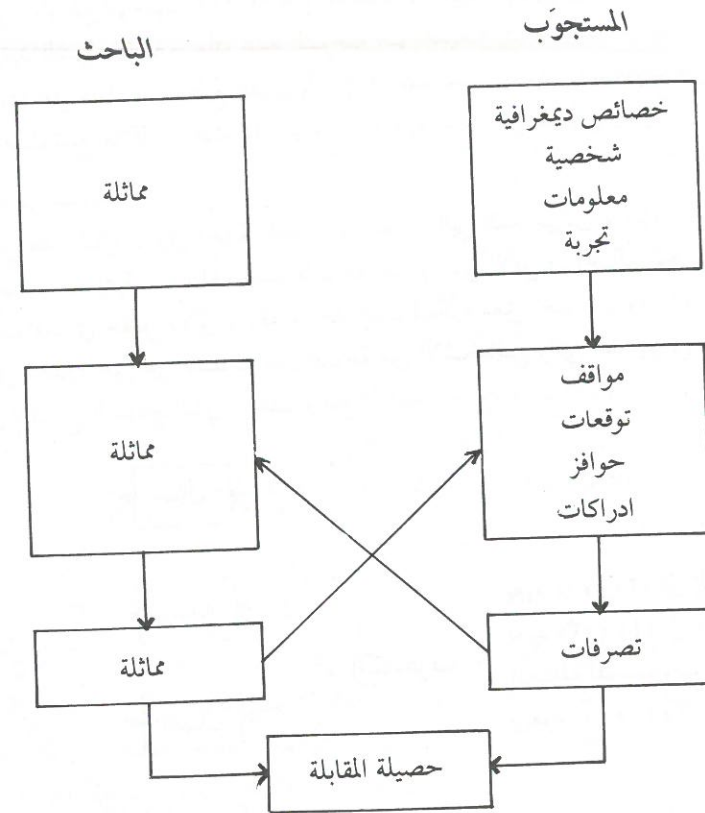 المستجوَب
الباحث
خصائص ديمغرافية
شخصية
معلومات
تجربة
مماثلة
مواقف
توقعات
حوافز
ادراكات
مماثلة
تصرفات
مماثلة
حصيلة المقابلة